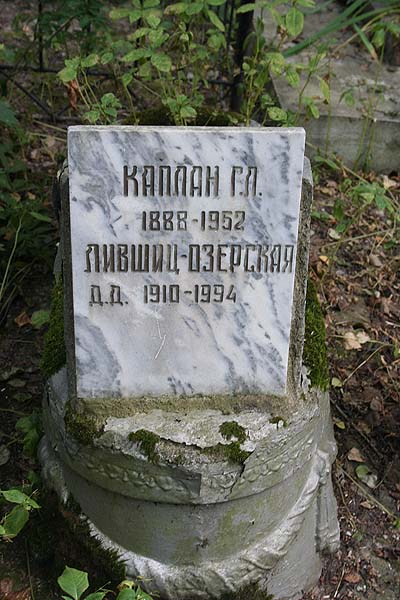 КАПЛАН Г.Л.
1888-1952
ЛИВШИЦ-ОЗЕРСКАЯ
Д.Д. 1910-1994